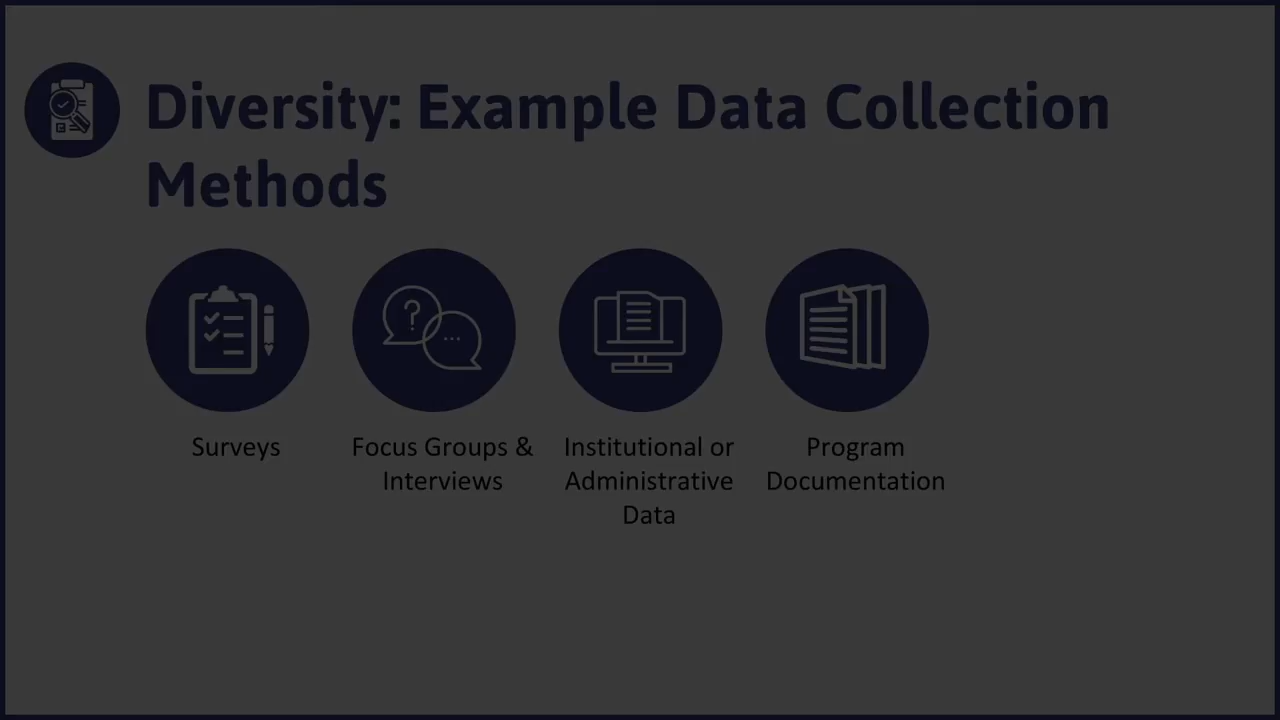 Diversity: Example Data Collection
Methods
Surveys
Focus Groups &
Interviews
Institutional or
Administrative
Data
Program
Documentation